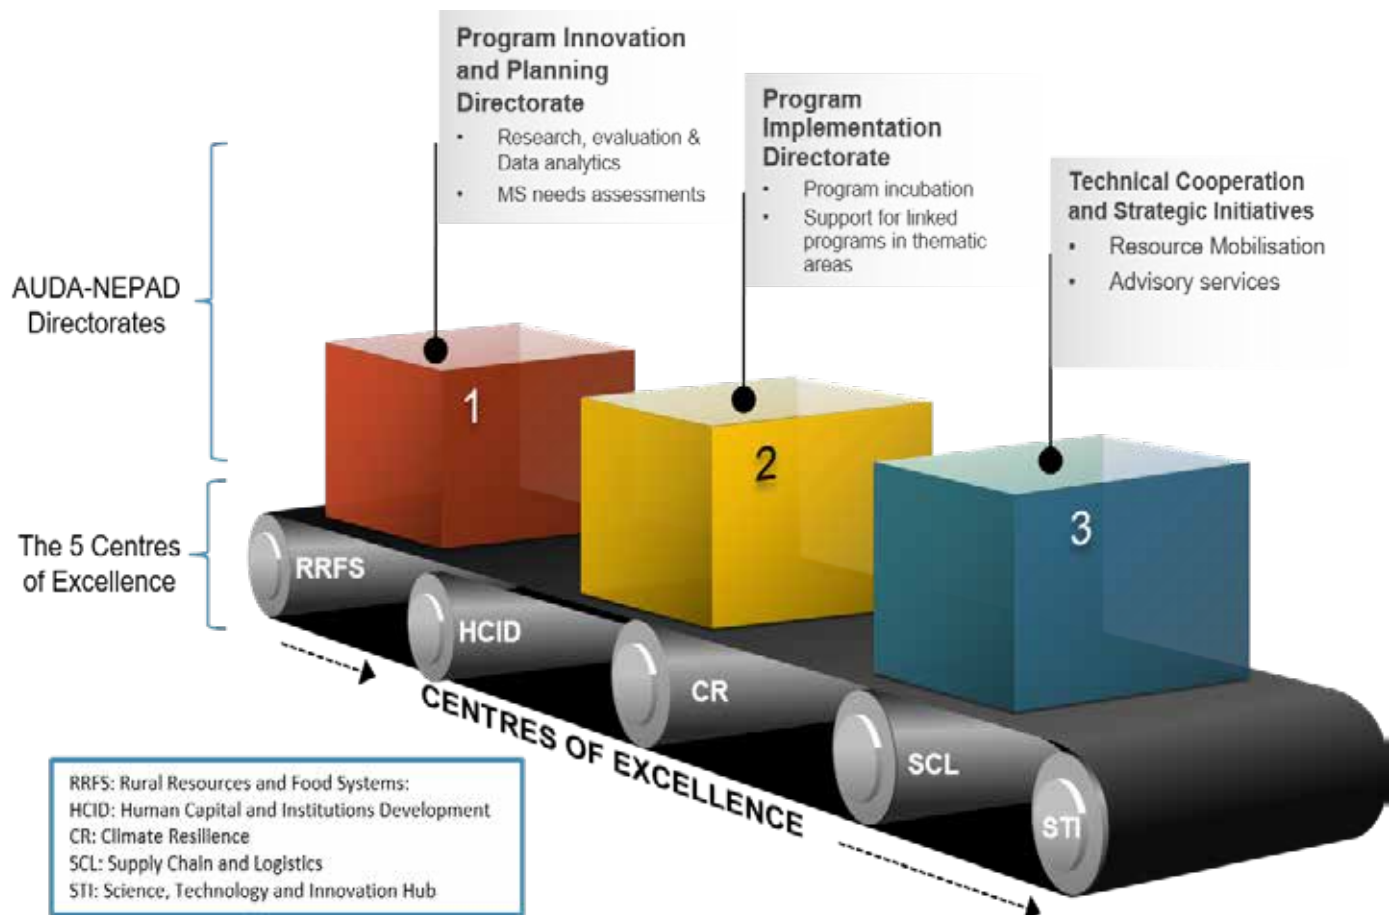 Program Innovation
and Planning
Directorate
• Research, evaluation &
Data analytics
• MS needs assessments
Program
Implementation
Directorate
• Program incubation
• Support for linked
programs in thematic
areas
Technical Cooperation
and Strategic Initiatives
• Resource Mobilisation
• Advisory services
AUDA-NEPAD
Directorates
1
2
3
The 5 Centres
of Excellence
RRFS
HCID
CR
SCL
STI
CENTRES OF EXCELLENCE
RRFS: Rural Resources and Food Systems:
HCID: Human Capital and Institutions Development
CR: Climate Resilience
SCL: Supply Chain and Logistics
STI: Science, Technology and Innovation Hub